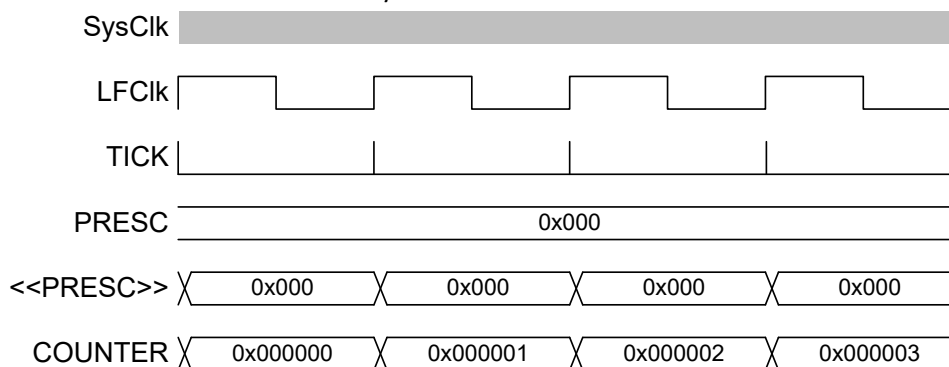 SysClk
LFClk
TICK
PRESC 0x000
<<PRESC>> 0x000 0x000 0x000 0x000
COUNTER 0x000000 0x000001 0x000002 0x000003